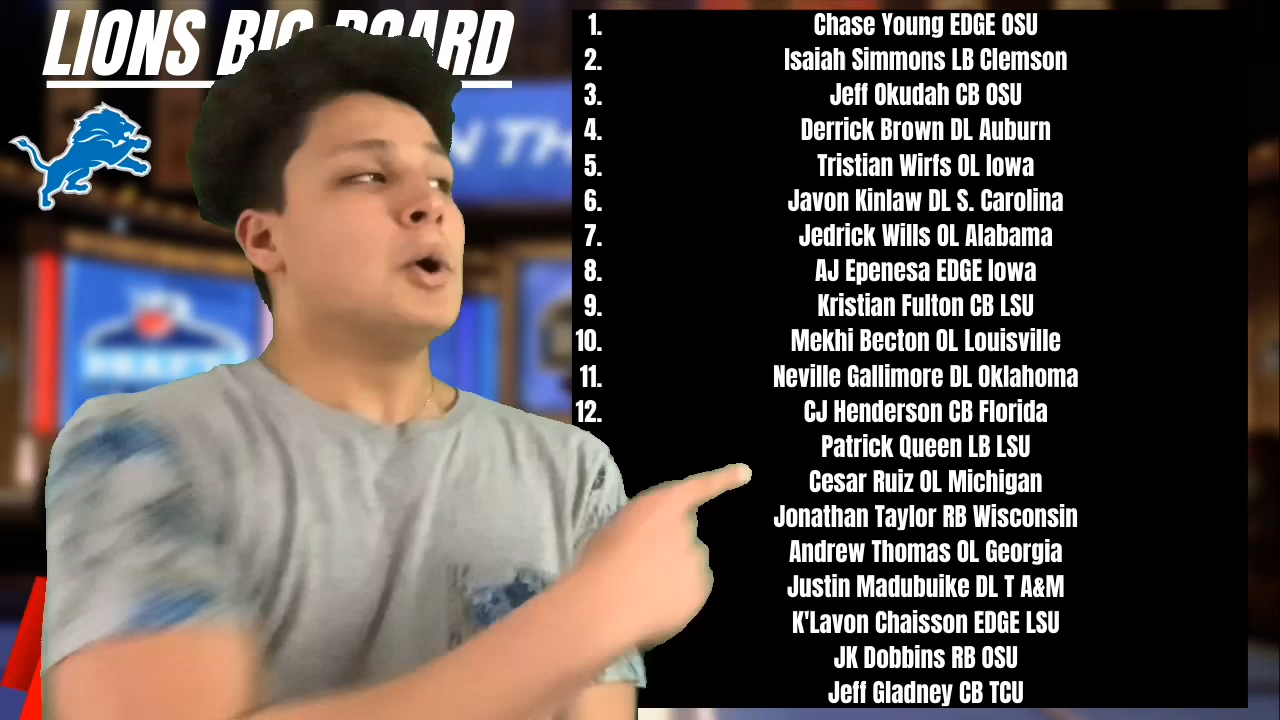 LIONS BIG BOARD
1. Chase Young EDGE OSU
2. Isaiah Simmons LB Clemson
3. Jeff Okudah CB OSU
4. Derrick Brown DL Auburn
5. Tristian Wirfs OL Iowa
6. Javon Kinlaw DL S. Carolina
7. Jedrick Wills OL Alabama
8. AJ Epenesa EDGE Iowa
9. Kristian Fulton CB LSU
10. Mekhi Becton OL Louisville
11. Neville Gallimore DL Oklahoma
12. CJ Henderson CB Florida
Patrick Queen LB LSU
Cesar Ruiz OL Michigan
Jonathan Taylor RB Wisconsin
Andrew Thomas OL Georgia
Justin Madubuike DL T A&M
K'Lavon Chaisson EDGE LSU
JK Dobbins RB OSU
Jeff Gladney CB TCU